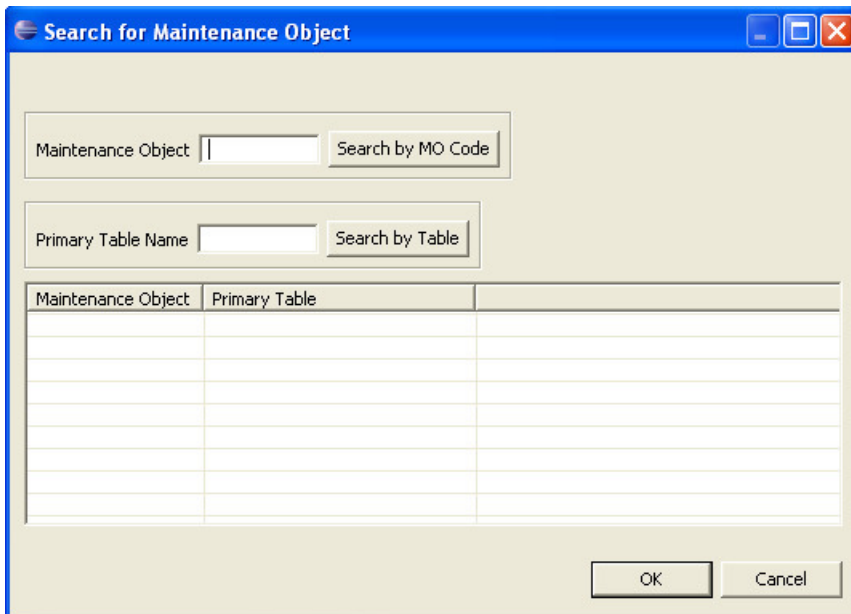 Search for Maintenance Object
Maintenance Object Search by MO Code
Primary Table Name Search by Table
Maintenance Object Primary Table
OK Cancel